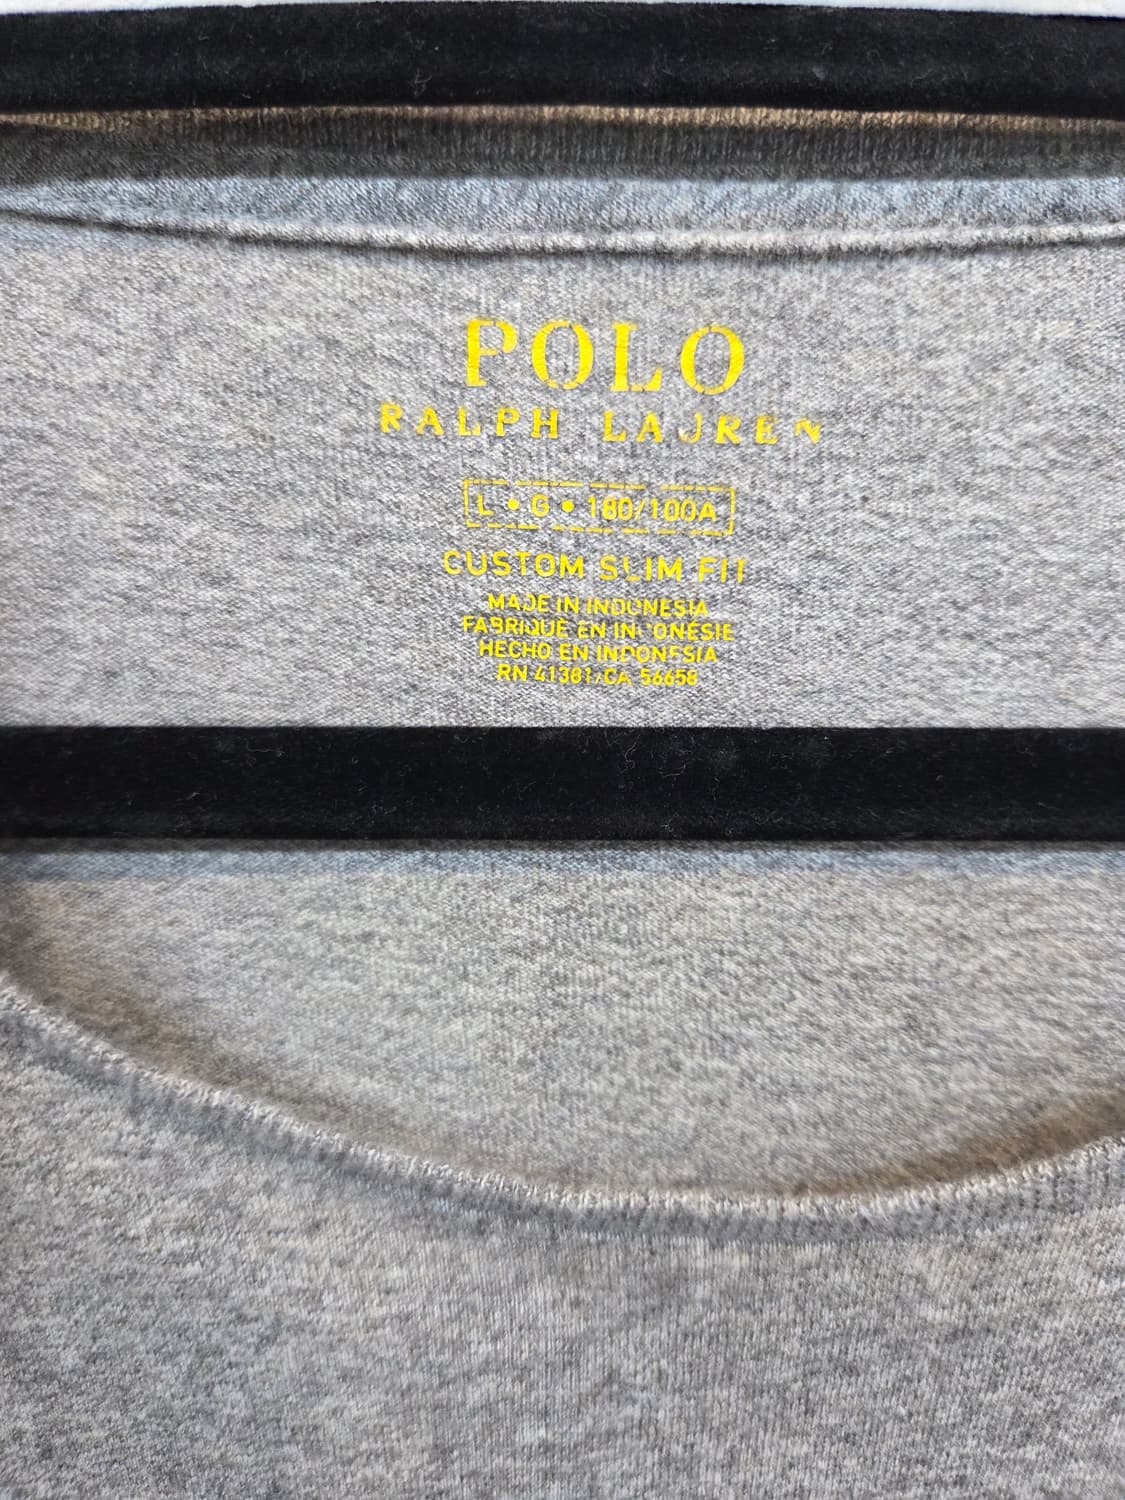 POLO
RALPH LAUREN
L • G • 180/100A
CUSTOM SLIM FIT
MADE IN INDONESIA
FABRIQUÉ EN INDONÉSIE
HECHO EN INDONESIA
RN 41381/CA 56658